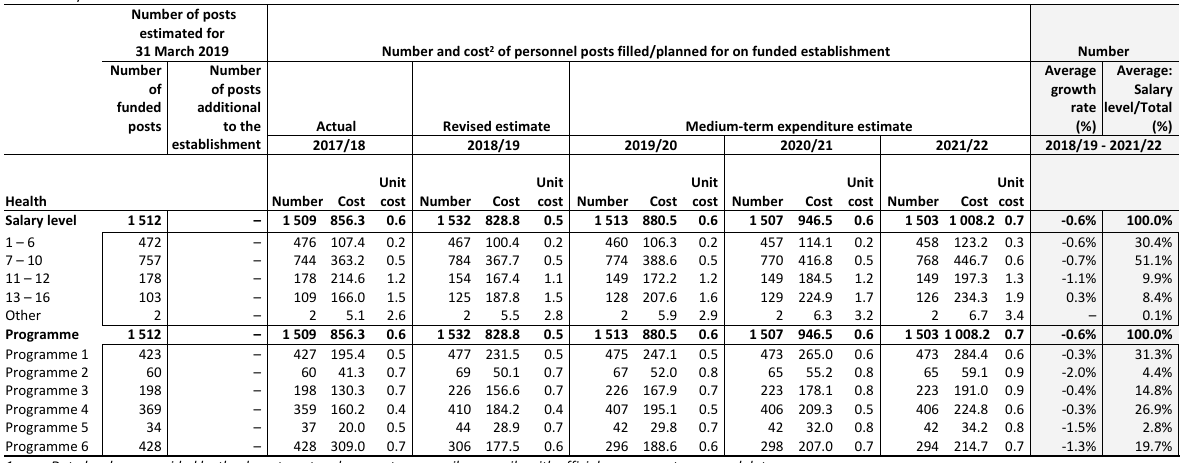 Number of posts
estimated for
31 March 2019 Number and cost² of personnel posts filled/planned for on funded establishment Number
Number Number Average Average:
of of posts growth Salary
funded additional rate level/Total
posts to the Actual Revised estimate Medium-term expenditure estimate (%) (%)
establishment 2017/18 2018/19 2019/20 2020/21 2021/22 2018/19 - 2021/22
Unit Unit Unit Unit Unit
Health Number Cost cost Number Cost cost Number Cost cost Number Cost cost Number Cost cost
Salary level 1 512 – 1 509 856.3 0.6 1 532 828.8 0.5 1 513 880.5 0.6 1 507 946.5 0.6 1 503 1 008.2 0.7 -0.6% 100.0%
1 – 6 472 – 476 107.4 0.2 467 100.4 0.2 460 106.3 0.2 457 114.1 0.2 458 123.2 0.3 -0.6% 30.4%
7 – 10 757 – 744 363.2 0.5 784 367.7 0.5 774 388.6 0.5 770 416.8 0.5 768 446.7 0.6 -0.7% 51.1%
11 – 12 178 – 178 214.6 1.2 154 167.4 1.1 149 172.2 1.2 149 184.5 1.2 149 197.3 1.3 -1.1% 9.9%
13 – 16 103 – 109 166.0 1.5 125 187.8 1.5 128 207.6 1.6 129 224.9 1.7 126 234.3 1.9 0.3% 8.4%
Other 2 – 2 5.1 2.6 2 5.5 2.8 2 5.9 2.9 2 6.3 3.2 2 6.7 3.4 – 0.1%
Programme 1 512 – 1 509 856.3 0.6 1 532 828.8 0.5 1 513 880.5 0.6 1 507 946.5 0.6 1 503 1 008.2 0.7 -0.6% 100.0%
Programme 1 423 – 427 195.4 0.5 477 231.5 0.5 475 247.1 0.5 473 265.0 0.6 473 284.4 0.6 -0.3% 31.3%
Programme 2 60 – 60 41.3 0.7 69 50.1 0.7 67 52.0 0.8 65 55.2 0.8 65 59.1 0.9 -2.0% 4.4%
Programme 3 198 – 198 130.3 0.7 226 156.6 0.7 226 167.9 0.7 223 178.1 0.8 223 191.0 0.9 -0.4% 14.8%
Programme 4 369 – 359 160.2 0.4 410 184.2 0.4 407 195.1 0.5 406 209.3 0.5 406 224.8 0.6 -0.3% 26.9%
Programme 5 34 – 37 20.0 0.5 44 28.9 0.7 42 29.8 0.7 42 32.0 0.8 42 34.2 0.8 -1.5% 2.8%
Programme 6 428 – 428 309.0 0.7 306 177.5 0.6 296 188.6 0.6 298 207.0 0.7 294 214.7 0.7 -1.3% 19.7%